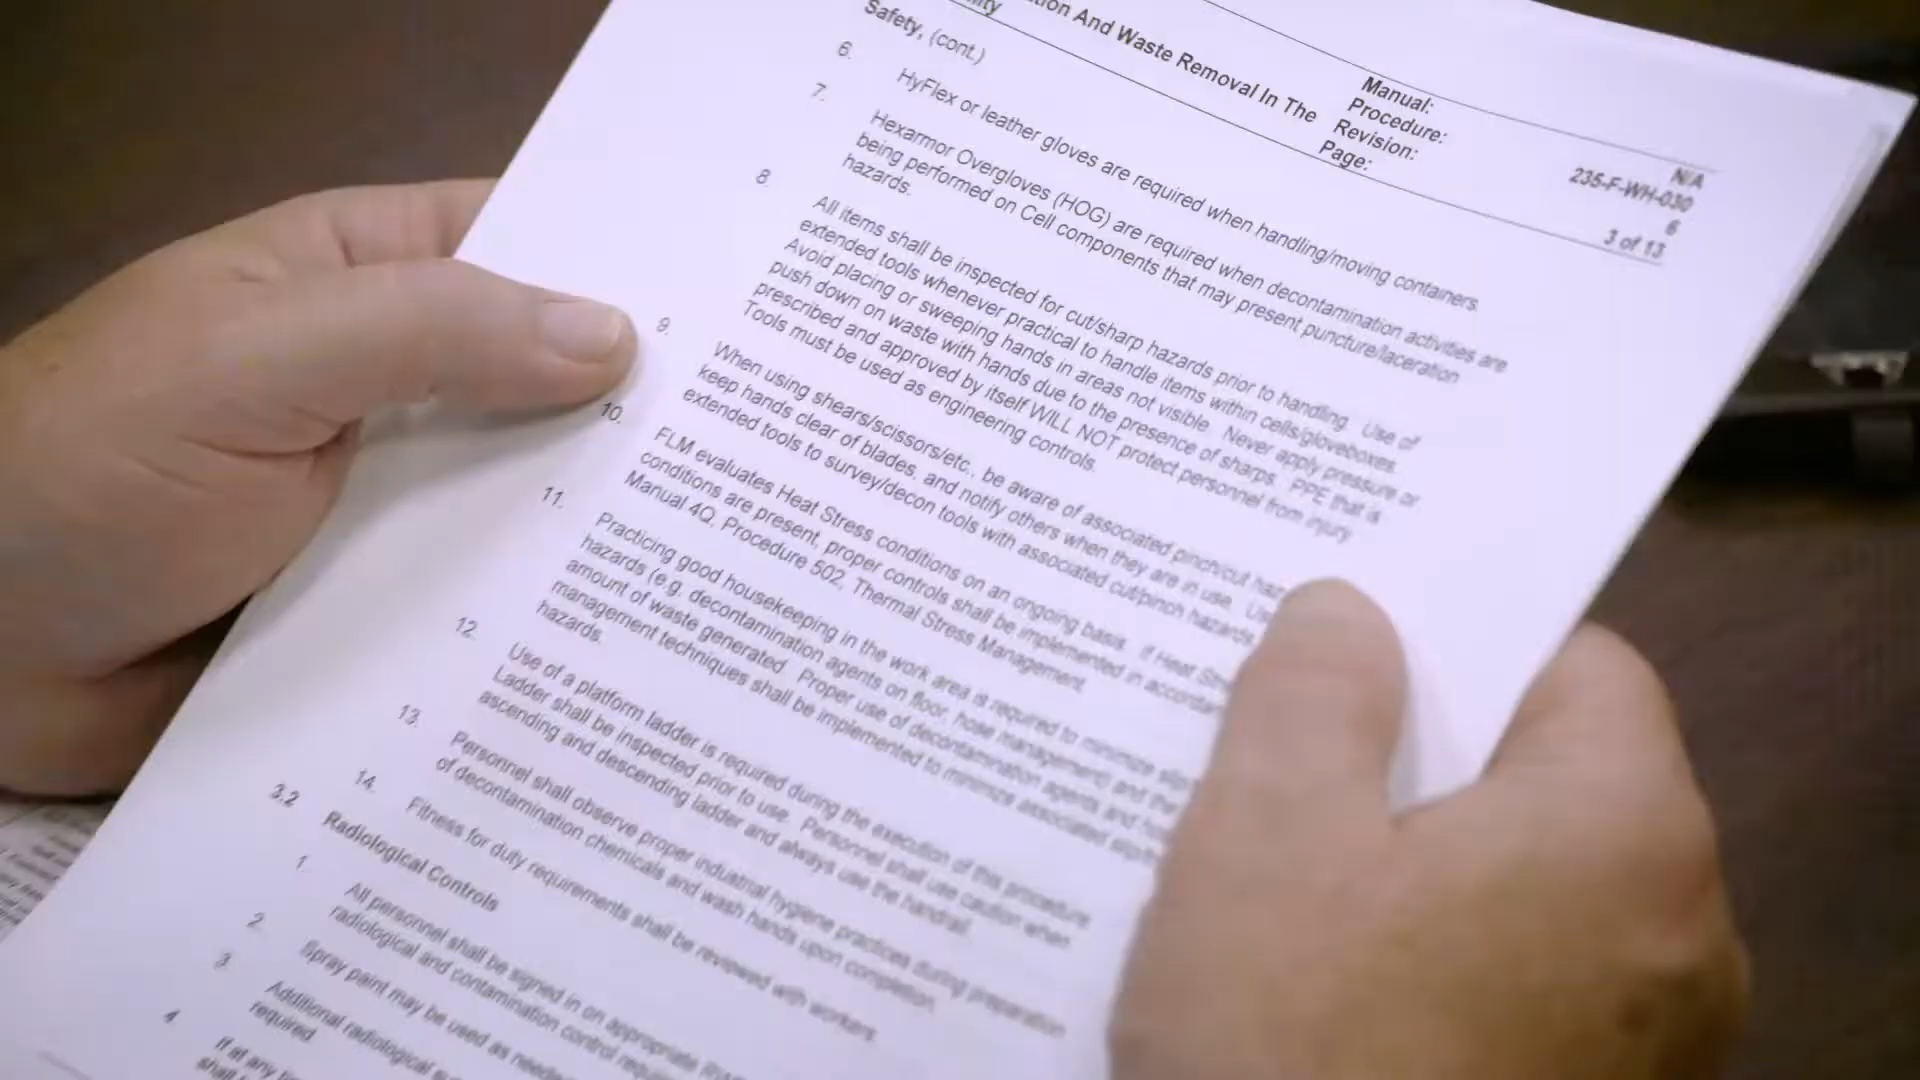 tion And Waste Removal In The
Manual:
N/A
Procedure:
235-F-WH-030
Revision:
6
Page:
3 of 13
Safety, (cont.)
6. HyFlex or leather gloves are required when handling/moving containers.
7. Hexarmor Overgloves (HOG) are required when decontamination activities are
being performed on Cell components that may present puncture/laceration
hazards.
8. All items shall be inspected for cut/sharp hazards prior to handling. Use of
extended tools whenever practical to handle items within cells/gloveboxes.
Avoid placing or sweeping hands in areas not visible. Never apply pressure or
push down on waste with hands due to the presence of sharps. PPE that is
prescribed and approved by itself WILL NOT protect personnel from injury.
Tools must be used as engineering controls.
9. When using shears/scissors/etc., be aware of associated pinch/cut
keep hands clear of blades, and notify others when they are in use.
extended tools to survey/decon tools with associated cut/pinch hazards.
10. FLM evaluates Heat Stress conditions on an ongoing basis. If Heat
conditions are present, proper controls shall be implemented in
Manual 4Q, Procedure 502, Thermal Stress Management.
11. Practicing good housekeeping in the work area is required to minimize
hazards (e.g. decontamination agents on floor, hose management) and the
amount of waste generated. Proper use of decontamination agents and
management techniques shall be implemented to minimize associated
hazards.
12. Use of a platform ladder is required during the execution of this procedure.
Ladder shall be inspected prior to use. Personnel shall use caution when
ascending and descending ladder and always use the handrail.
13. Personnel shall observe proper industrial hygiene practices during preparation
of decontamination chemicals and wash hands upon completion.
14. Fitness for duty requirements shall be reviewed with workers.
3.2 Radiological Controls
1. All personnel shall be signed in on appropriate
radiological and contamination control
2. Spray paint may be used as
3. Additional radiological
required.
4. If at any
shall